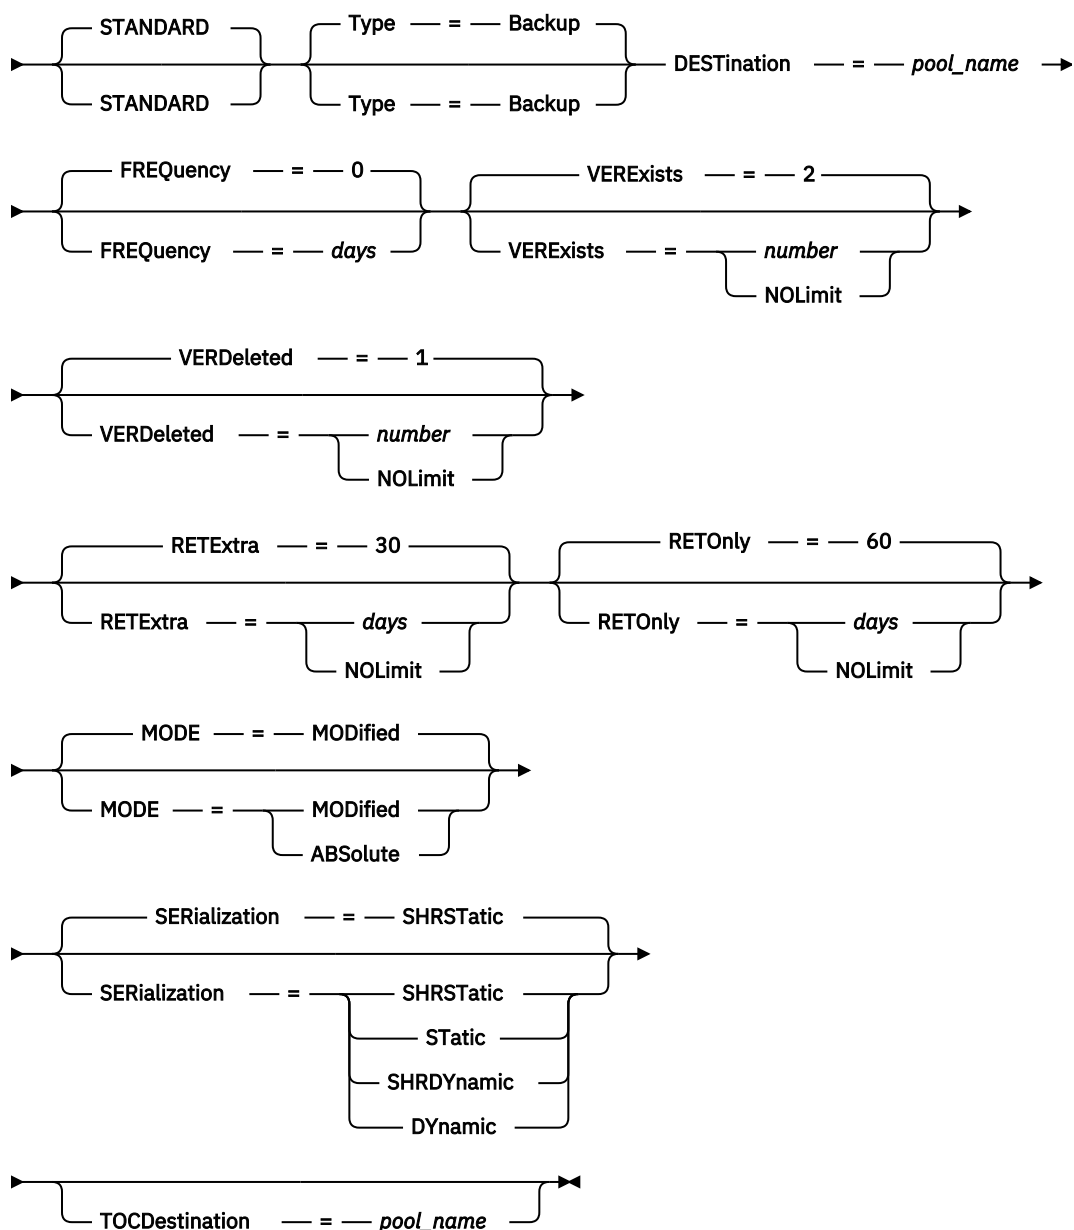 STANDARD
STANDARD
Type = Backup
Type = Backup
DESTination = pool_name
FREQuency = 0
FREQuency = days
VERExists = 2
VERExists = number
NOLimit
VERDeleted = 1
VERDeleted = number
NOLimit
RETExtra = 30
RETExtra = days
NOLimit
RETOnly = 60
RETOnly = days
NOLimit
MODE = MODified
MODE = MODified
ABSolute
SERialization = SHRSTatic
SERialization = SHRSTatic
STatic
SHRDYnamic
DYnamic
TOCDestination = pool_name